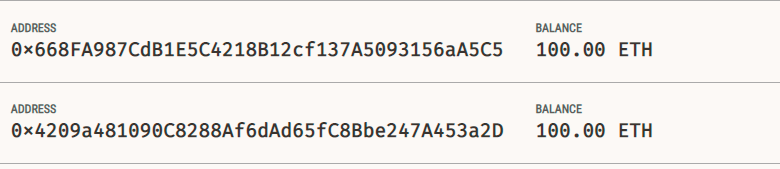 ADDRESS BALANCE
0x668FA987CdB1E5C4218B12cf137A5093156aA5C5 100.00 ETH
ADDRESS BALANCE
0x4209a481090C8288Af6dAd65fC8Bbe247A453a2D 100.00 ETH